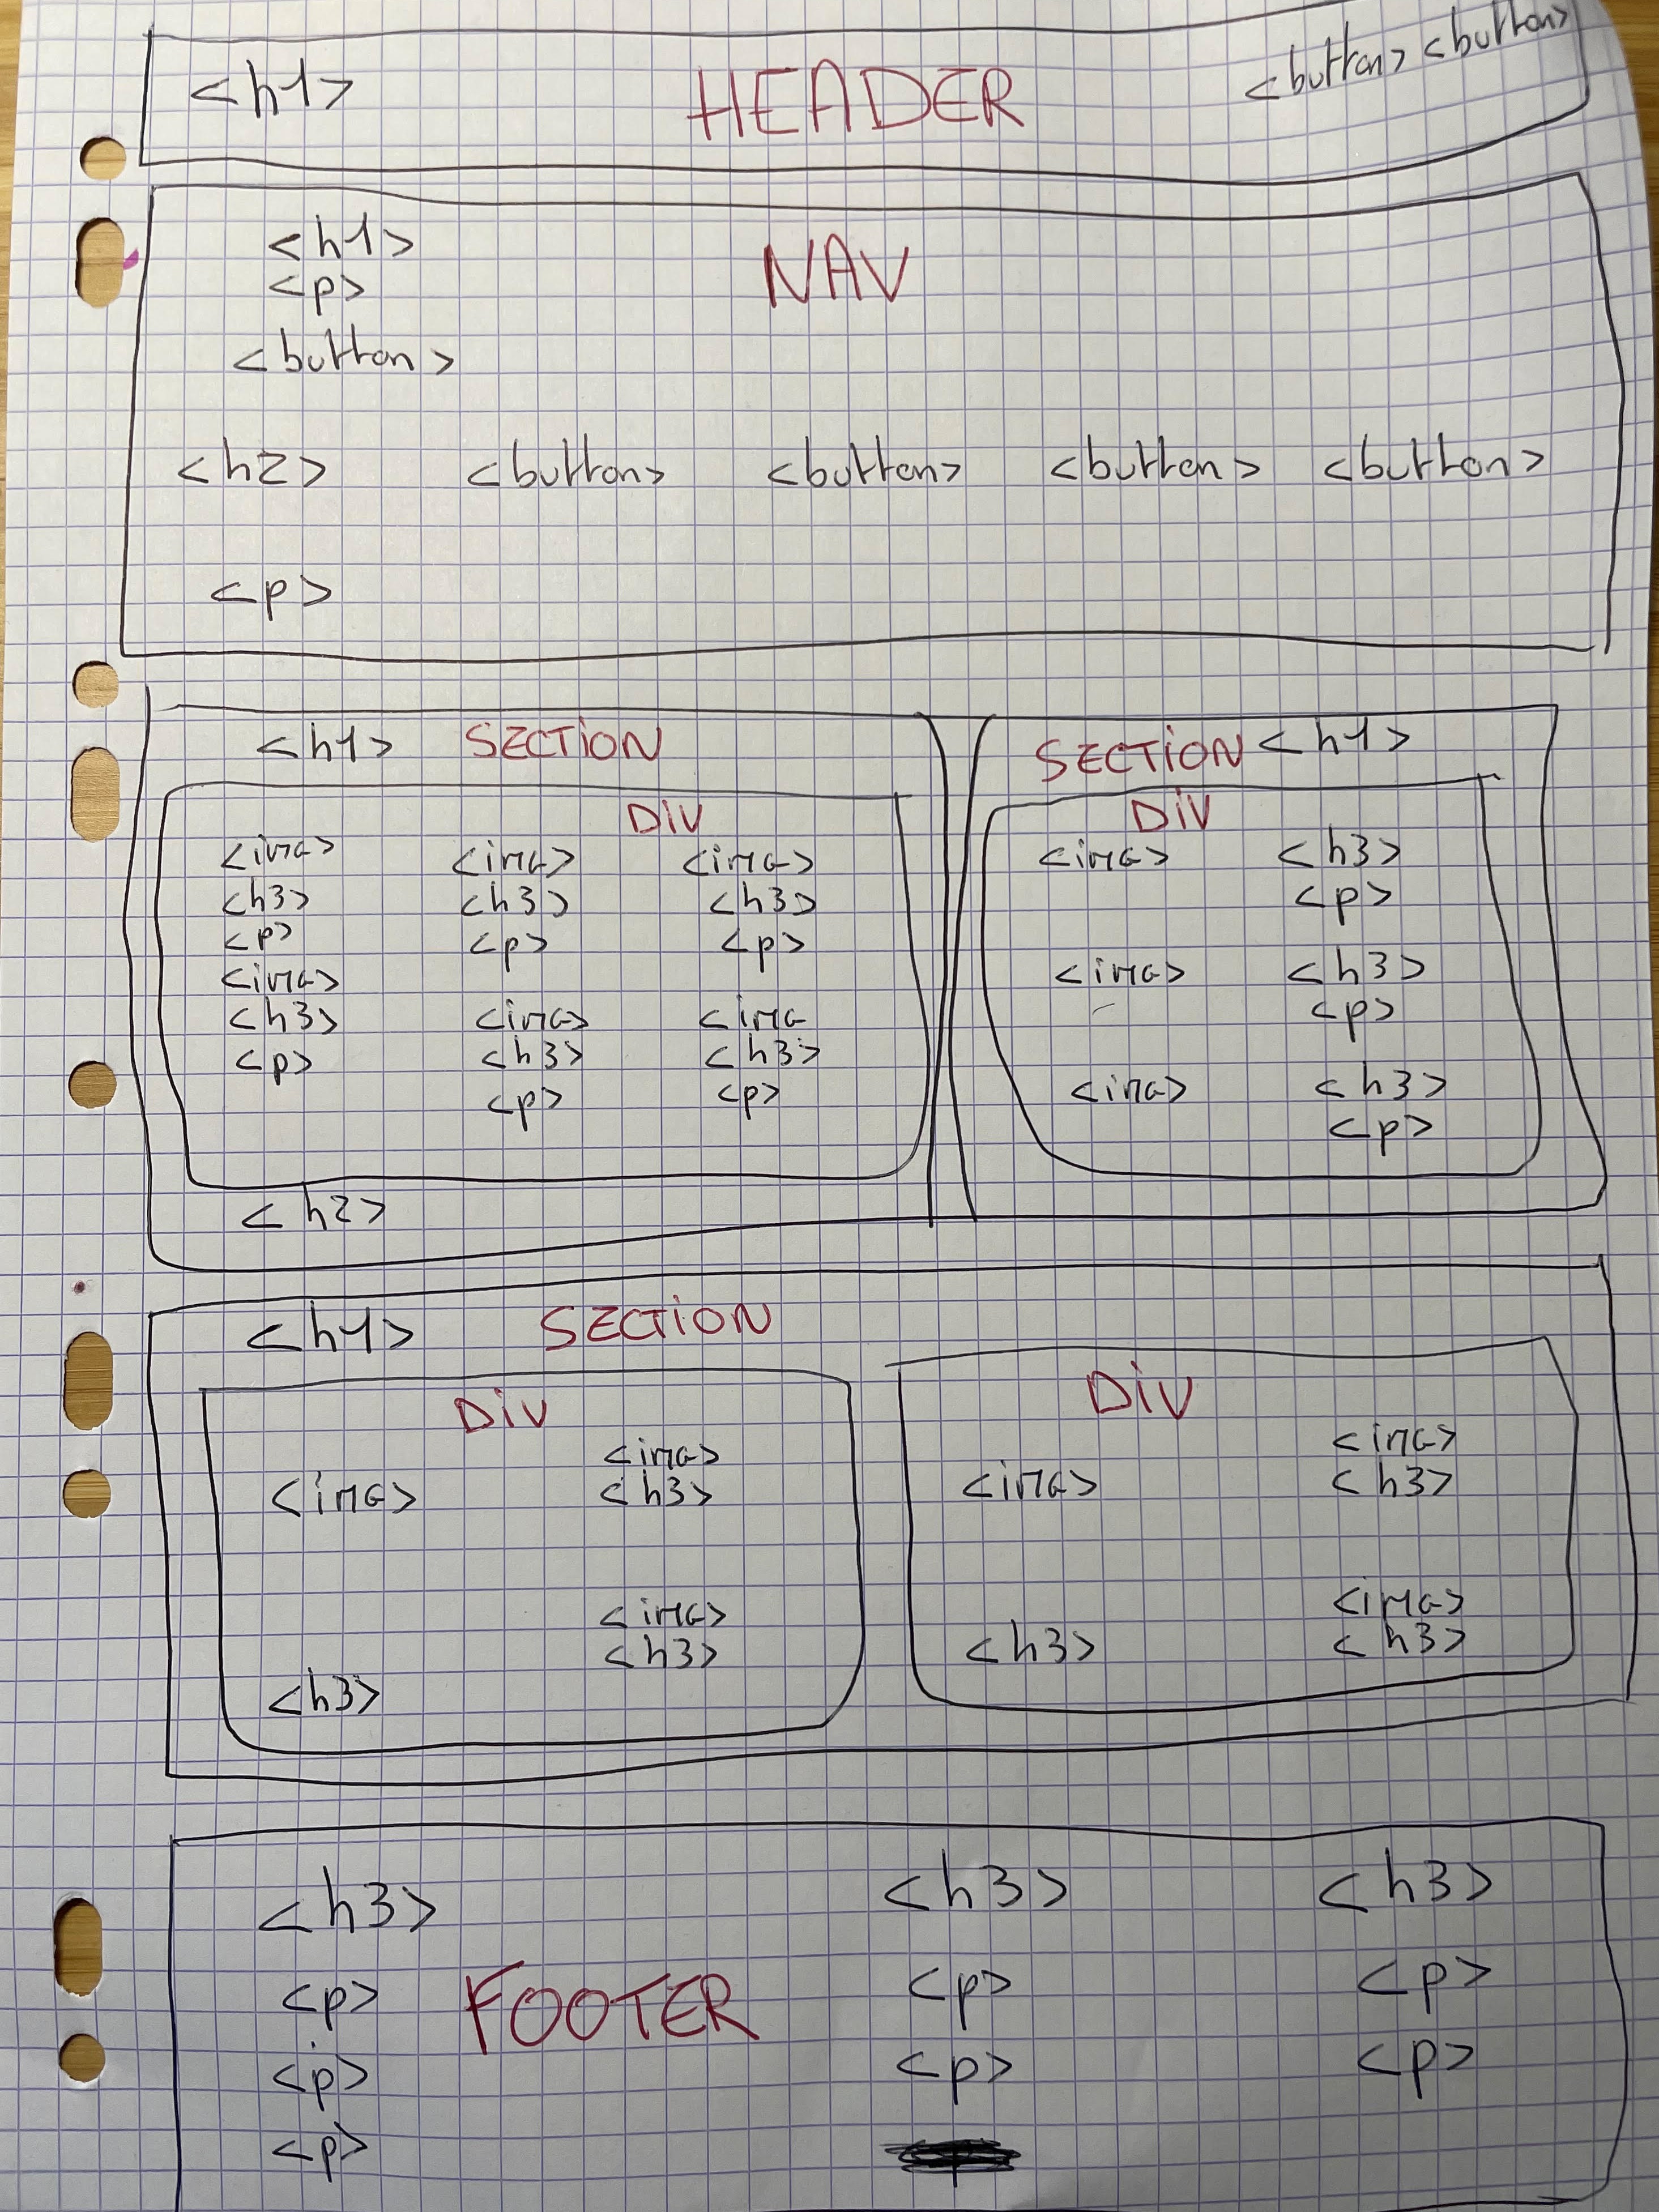 <h1> HEADER <button> <button>
<h1> NAV
<p>
<button>
<h2> <button> <button> <button> <button>
<p>
<h1> SECTION
DiV
<img> <img> <img>
<h3> <h3> <h3>
<p> <p> <p>
<img>
<h3> <img> <img
<p> <h3> <h3>
<p> <p>
<h2>
SECTION <h1>
DiV
<img> <h3>
<p>
<img> <h3>
<p>
<img> <h3>
<p>
<h1> SECTION
DiV
<img>
<img> <h3>
<img>
<h3>
<h3>
DiV
<img>
<img> <h3>
<img>
<h3> <h3>
<h3> <h3> <h3>
<p> FOOTER <p> <p>
<p> <p> <p>
<p>